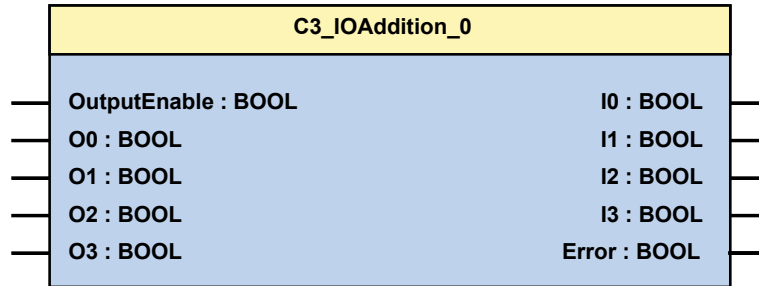 C3_IOAddition_0
OutputEnable : BOOL I0 : BOOL
O0 : BOOL I1 : BOOL
O1 : BOOL I2 : BOOL
O2 : BOOL I3 : BOOL
O3 : BOOL Error : BOOL